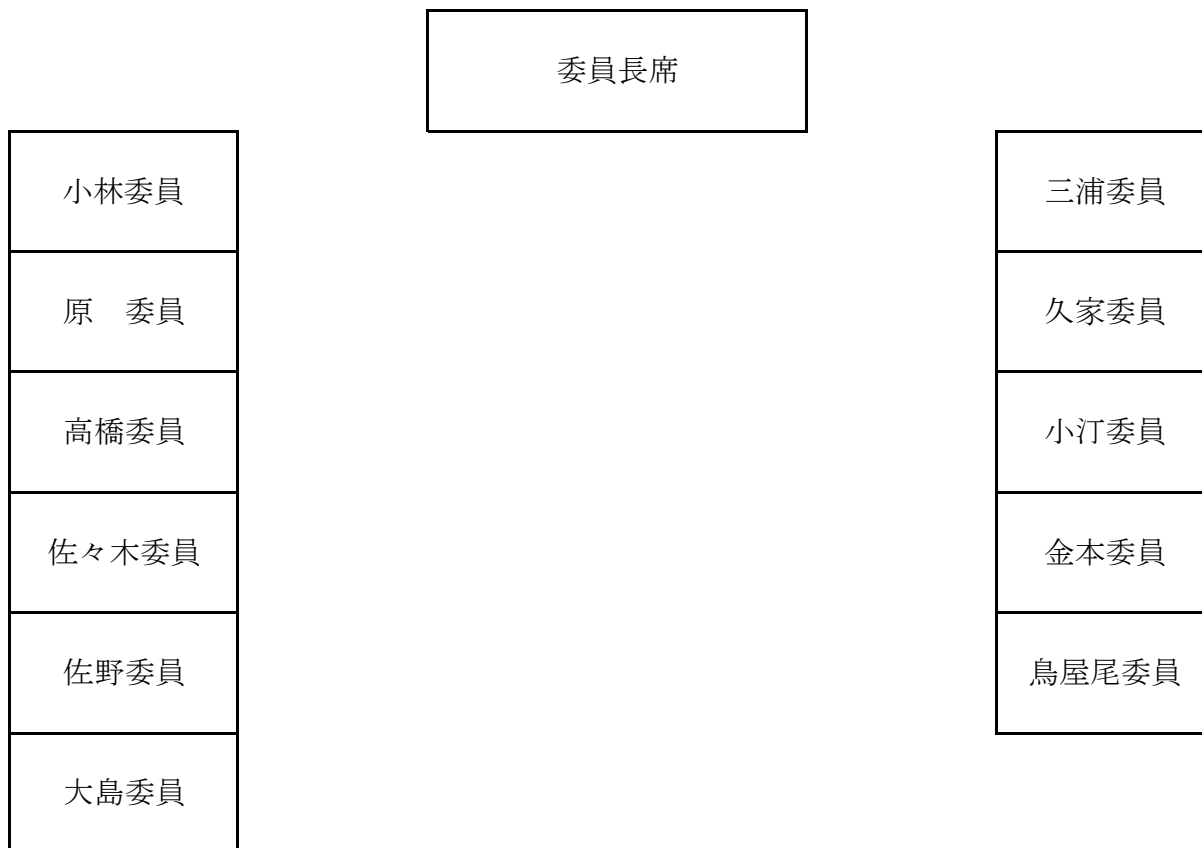 委員長席
小林委員
原　委員
高橋委員
佐々木委員
佐野委員
大島委員
三浦委員
久家委員
小汀委員
金本委員
鳥屋尾委員